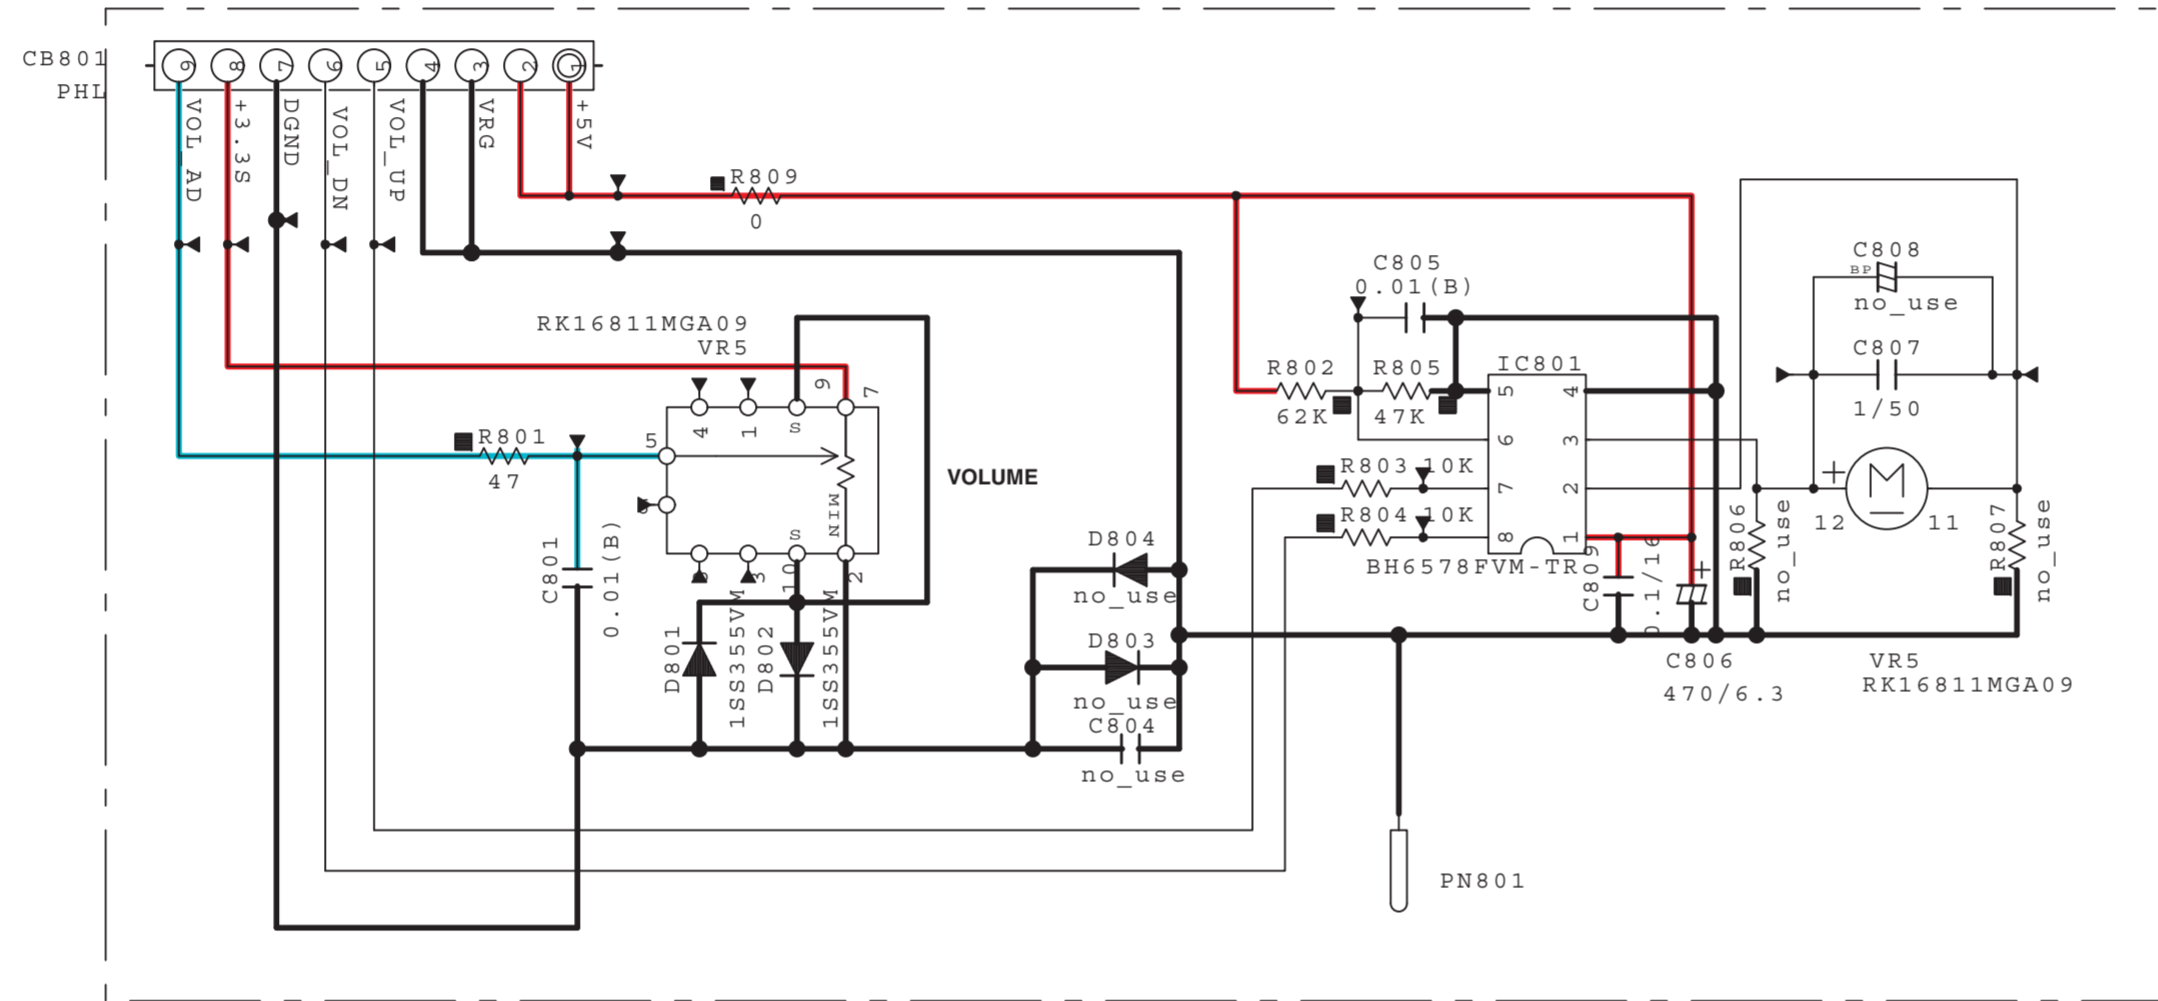 CB801
PHL
9
8
7
6
5
4
3
2
1
VOL_AD
+3.3S
DGND
VOL_DN
VOL_UP
VRG
+5V
R809
0
RK16811MGA09
VR5
4
1
S
9
7
5
R801
47
MIN
VOLUME
S
3
10
2
C801
0.01(B)
D801
1SS355VM
D802
1SS355VM
D804
no_use
D803
no_use
C804
no_use
C805
0.01(B)
R802
62K
R805
47K
IC801
5
4
6
3
7
2
8
1
R803 10K
R804 10K
BH6578FVM-TR
C809
0.1/16
C806
470/6.3
R806
no_use
C808
BP
no_use
C807
1/50
+
M
12
11
+
R807
no_use
VR5
RK16811MGA09
PN801